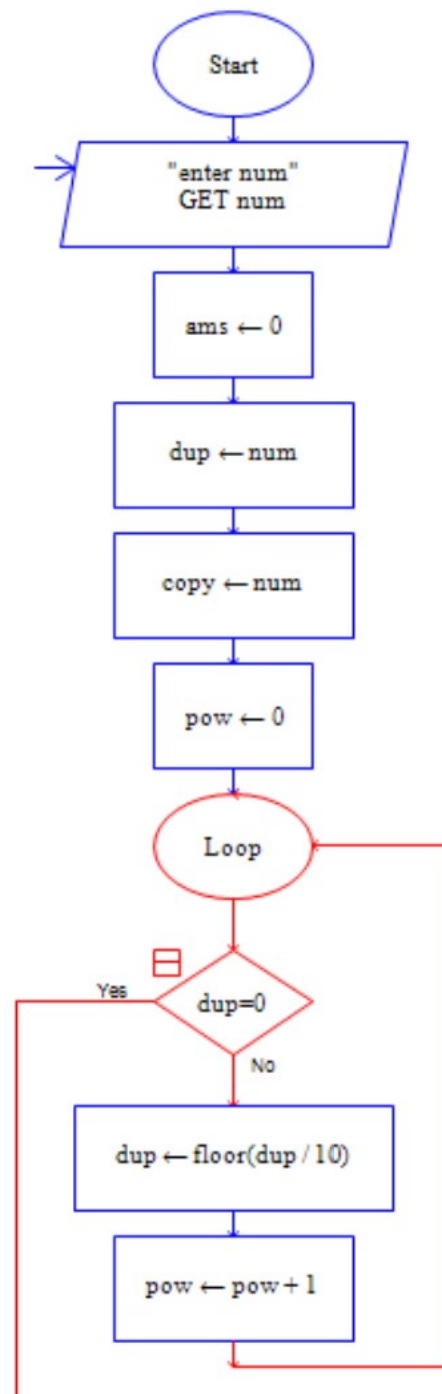 Start
"enter num"
GET num
ams ← 0
dup ← num
copy ← num
pow ← 0
Loop
Yes
dup=0
No
dup ← floor(dup / 10)
pow ← pow + 1